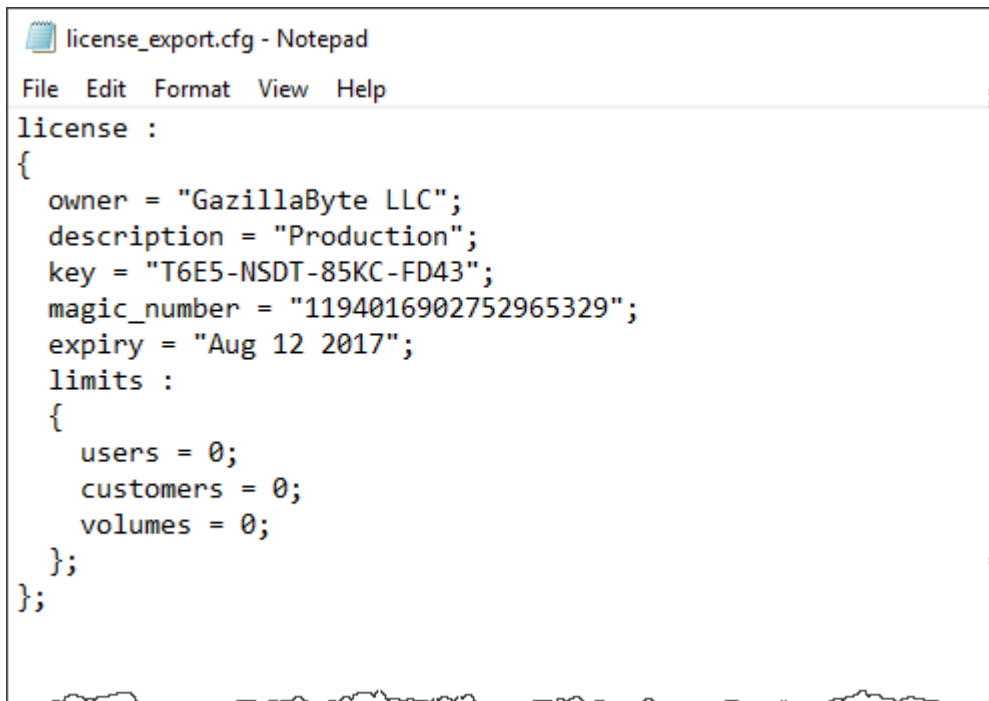 license_export.cfg - Notepad
File Edit Format View Help
license :
{
  owner = "GazillaByte LLC";
  description = "Production";
  key = "T6E5-NSDT-85KC-FD43";
  magic_number = "1194016902752965329";
  expiry = "Aug 12 2017";
  limits :
  {
    users = 0;
    customers = 0;
    volumes = 0;
  };
};